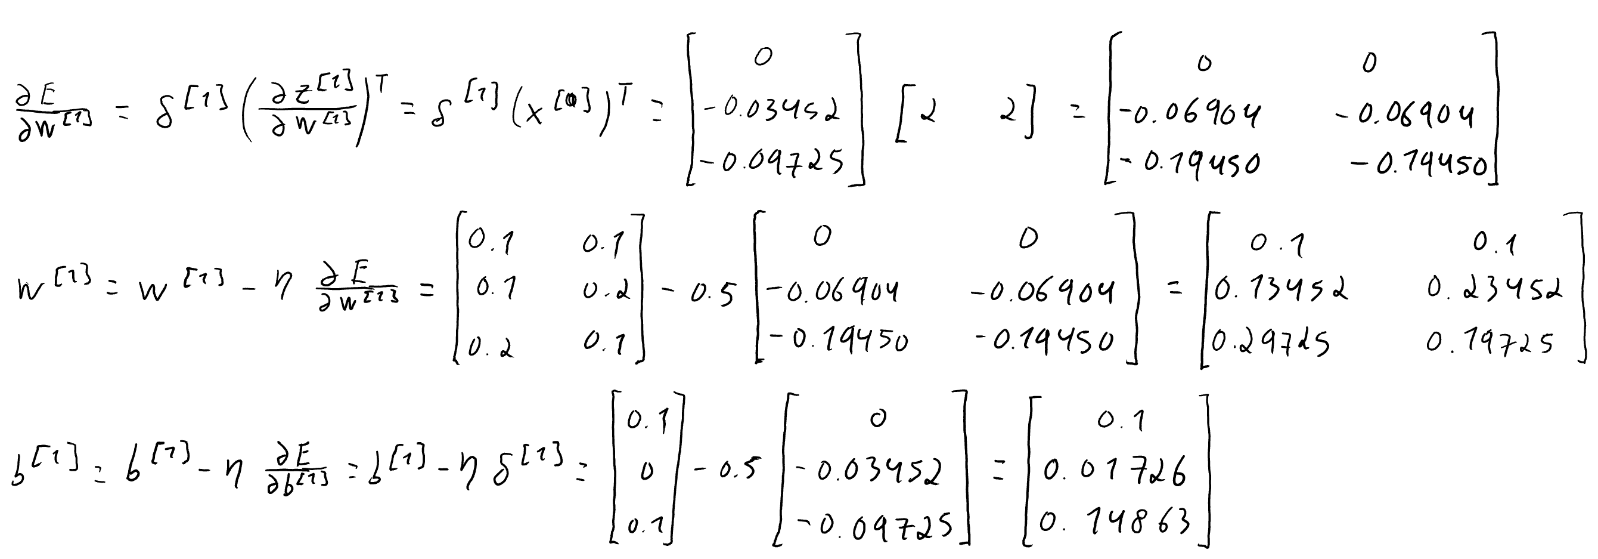 ∂E/∂W^[1] = δ^[1] (∂z^[1]/∂W^[1])^T = δ^[1] (x^[0])^T = [0; -0.03452; -0.09725] [2 2] = [0 0; -0.06904 -0.06904; -0.19450 -0.19450]
W^[1] = W^[1] - η ∂E/∂W^[1] = [0.1 0.1; 0.1 0.2; 0.2 0.1] - 0.5 [0 0; -0.06904 -0.06904; -0.19450 -0.19450] = [0.1 0.1; 0.13452 0.23452; 0.29725 0.19725]
b^[1] = b^[1] - η ∂E/∂b^[1] = b^[1] - η δ^[1] = [0.1; 0; 0.1] - 0.5 [0; -0.03452; -0.09725] = [0.1; 0.01726; 0.14863]